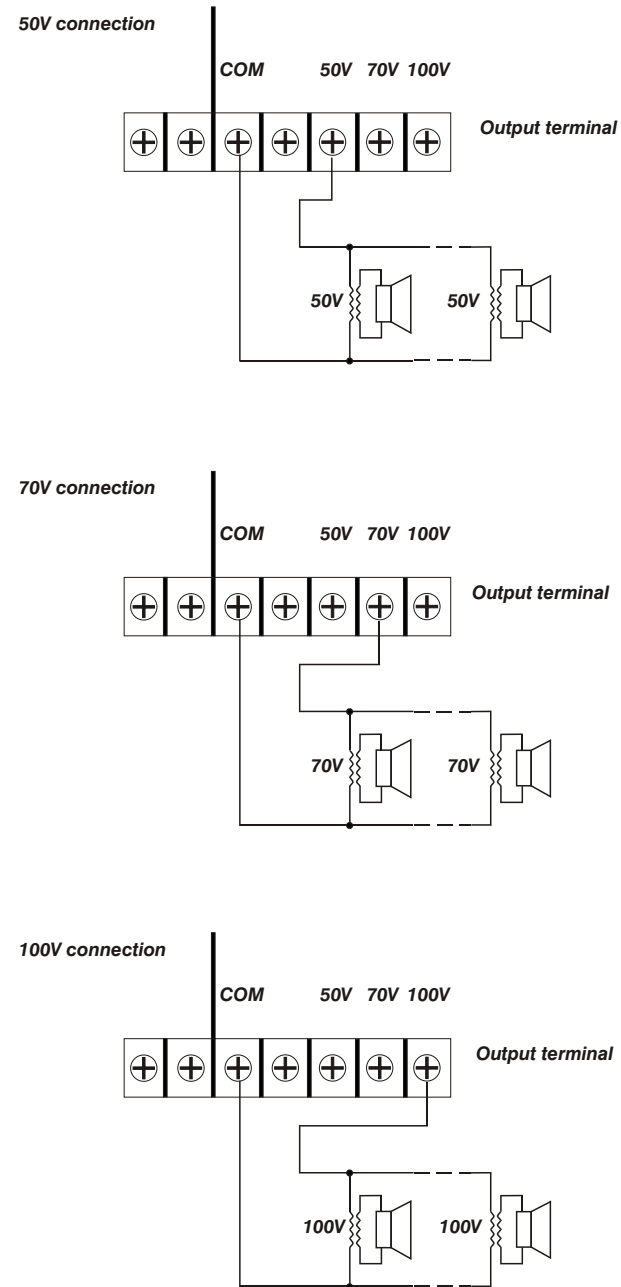 50V connection
COM 50V 70V 100V
Output terminal
50V 50V
70V connection
COM 50V 70V 100V
Output terminal
70V 70V
100V connection
COM 50V 70V 100V
Output terminal
100V 100V